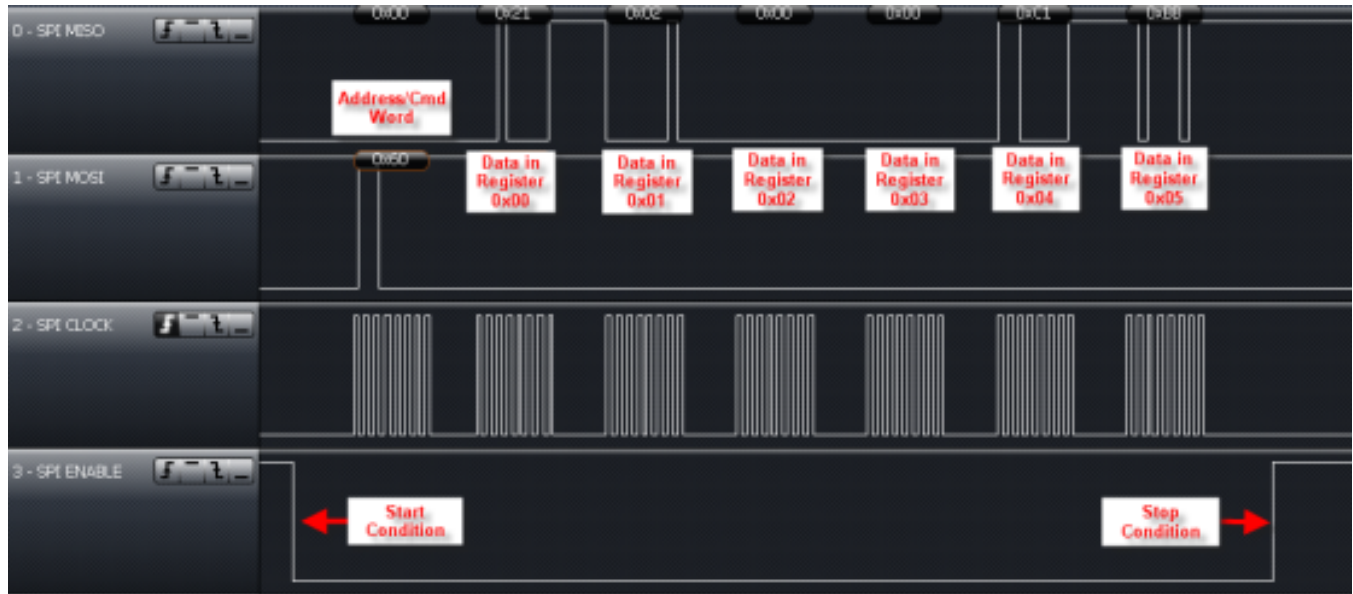 0x00 0x21 0x02 0x00 0x00 0xC1 0xBB
0 - SPI MISO
Address/Cmd
Word
0x60
1 - SPI MOSI
Data in
Register
0x00
Data in
Register
0x01
Data in
Register
0x02
Data in
Register
0x03
Data in
Register
0x04
Data in
Register
0x05
2 - SPI CLOCK
3 - SPI ENABLE
Start
Condition
Stop
Condition